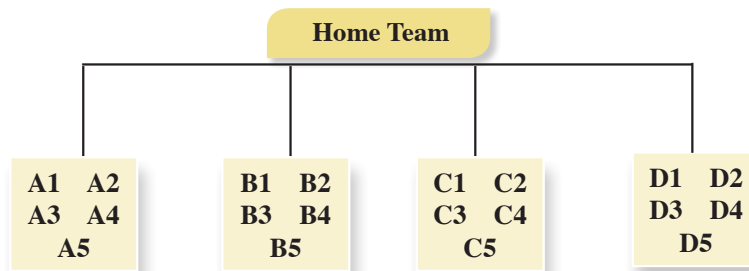 Home Team
A1 A2
A3 A4
A5
B1 B2
B3 B4
B5
C1 C2
C3 C4
C5
D1 D2
D3 D4
D5